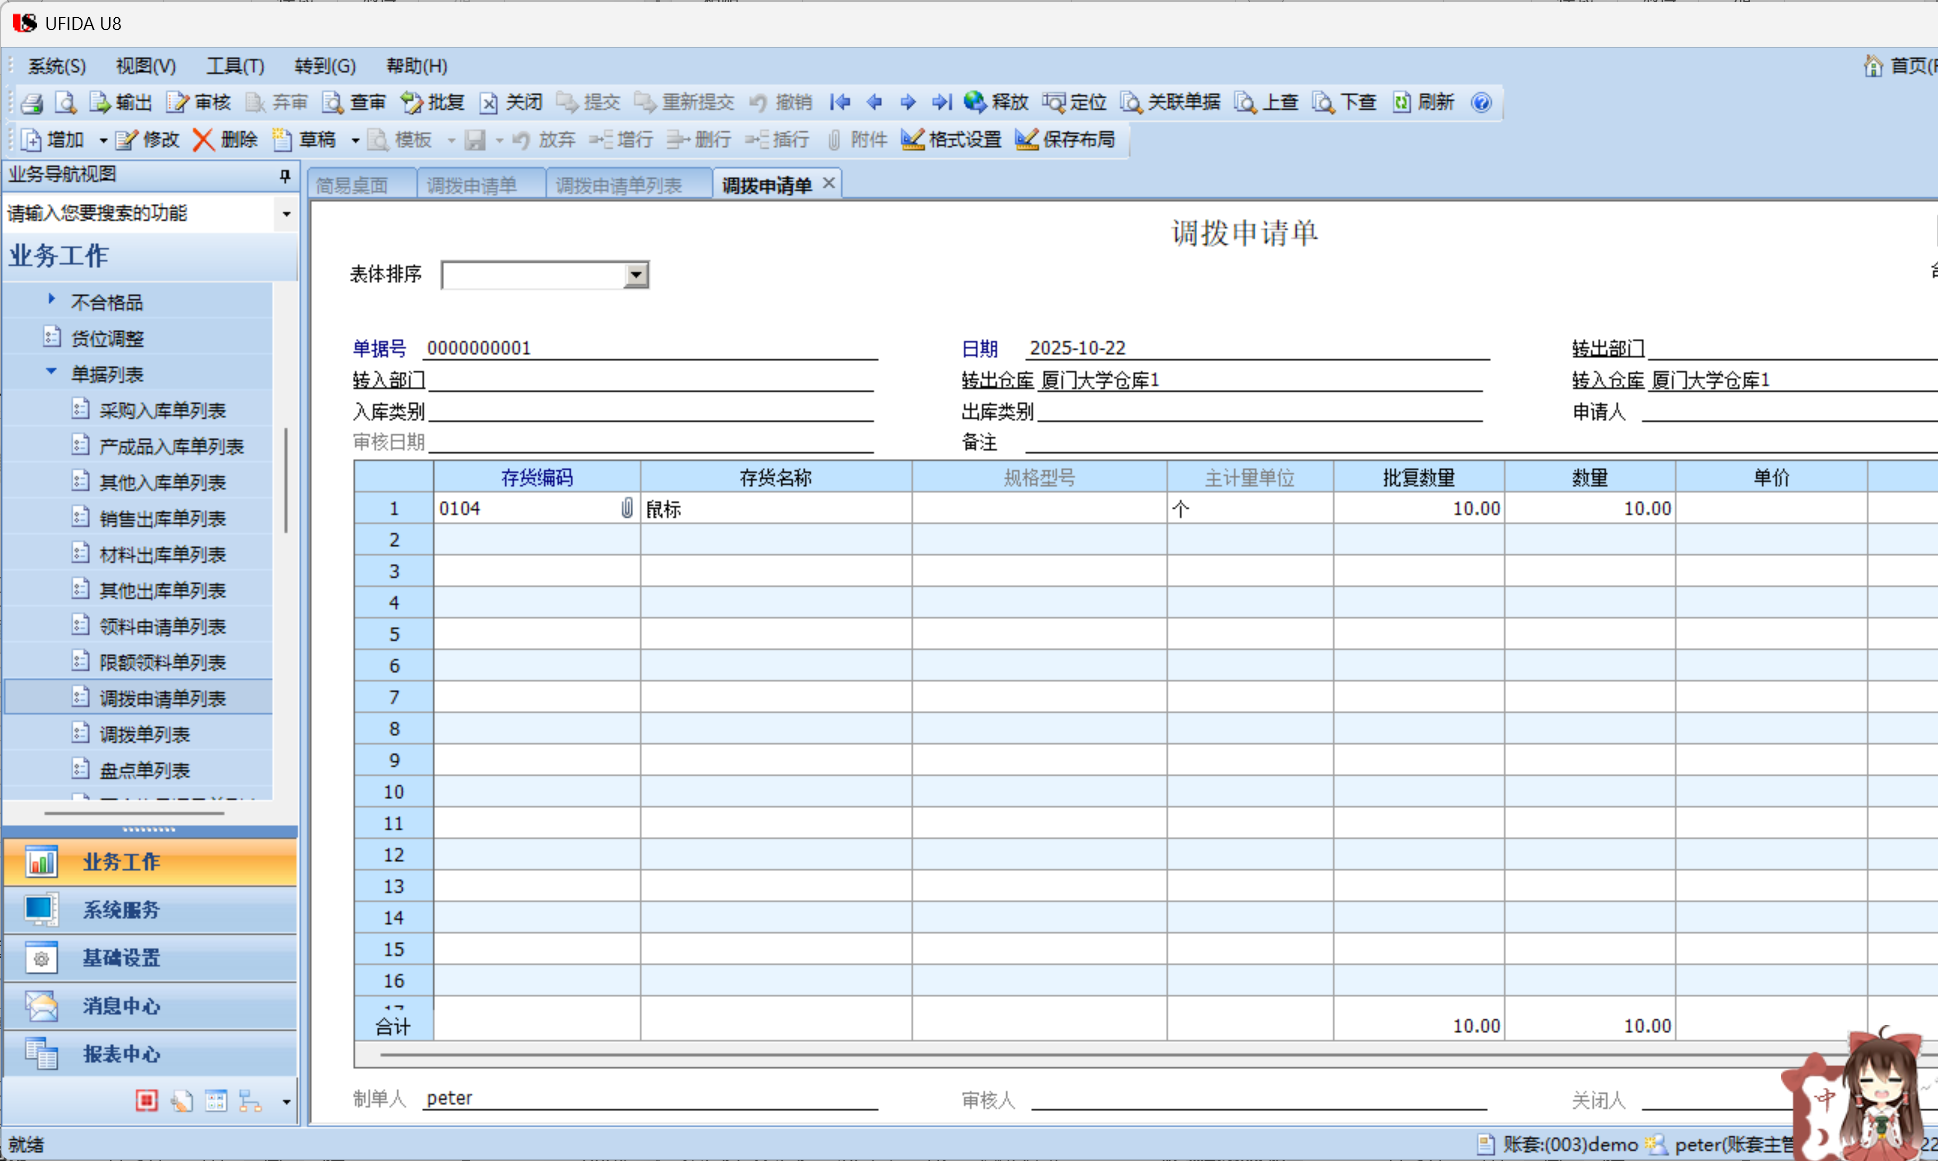 UFIDA U8
系统(S) 视图(V) 工具(T) 转到(G) 帮助(H) 首页(
输出 审核 弃审 查审 批复 关闭 提交 重新提交 撤销 释放 定位 关联单据 上查 下查 刷新
增加 修改 删除 草稿 模板 放弃 增行 删行 插行 附件 格式设置 保存布局
业务导航视图
请输入您要搜索的功能
业务工作
不合格品
货位调整
单据列表
采购入库单列表
产成品入库单列表
其他入库单列表
销售出库单列表
材料出库单列表
其他出库单列表
领料申请单列表
限额领料单列表
调拨申请单列表
调拨单列表
盘点单列表
业务工作
系统服务
基础设置
消息中心
报表中心
简易桌面 调拨申请单 调拨申请单列表 调拨申请单
调拨申请单
表体排序
单据号 0000000001 日期 2025-10-22 转出部门
转入部门 转出仓库 厦门大学仓库1 转入仓库 厦门大学仓库1
入库类别 出库类别 申请人
审核日期 备注
存货编码 存货名称 规格型号 主计量单位 批复数量 数量 单价
1 0104 鼠标 个 10.00 10.00
2
3
4
5
6
7
8
9
10
11
12
13
14
15
16
合计 10.00 10.00
制单人 peter 审核人 关闭人
中
就绪 账套:(003)demo peter(账套主管 22